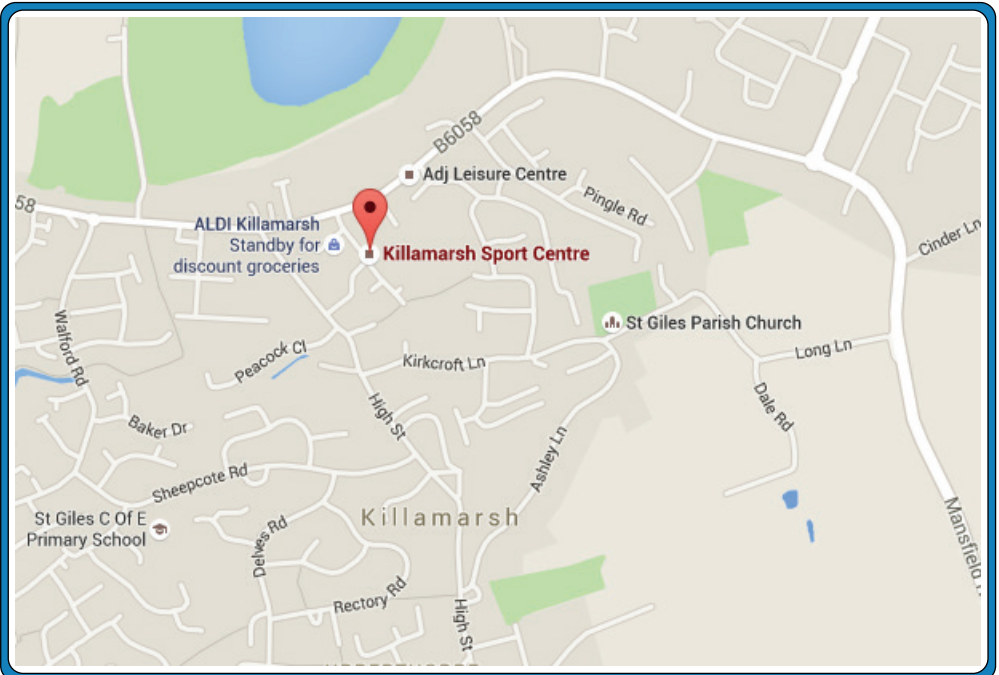 B6058
Adj Leisure Centre
Pingle Rd
58
ALDI Killamarsh
Standby for
discount groceries
Killamarsh Sport Centre
Cinder Ln
St Giles Parish Church
Walford Rd
Peacock Cl
Kirkcroft Ln
Long Ln
High St
Dale Rd
Baker Dr
Ashley Ln
Sheepcote Rd
St Giles C Of E
Primary School
Killamarsh
Delves Rd
Mansfield
Rectory Rd
High St